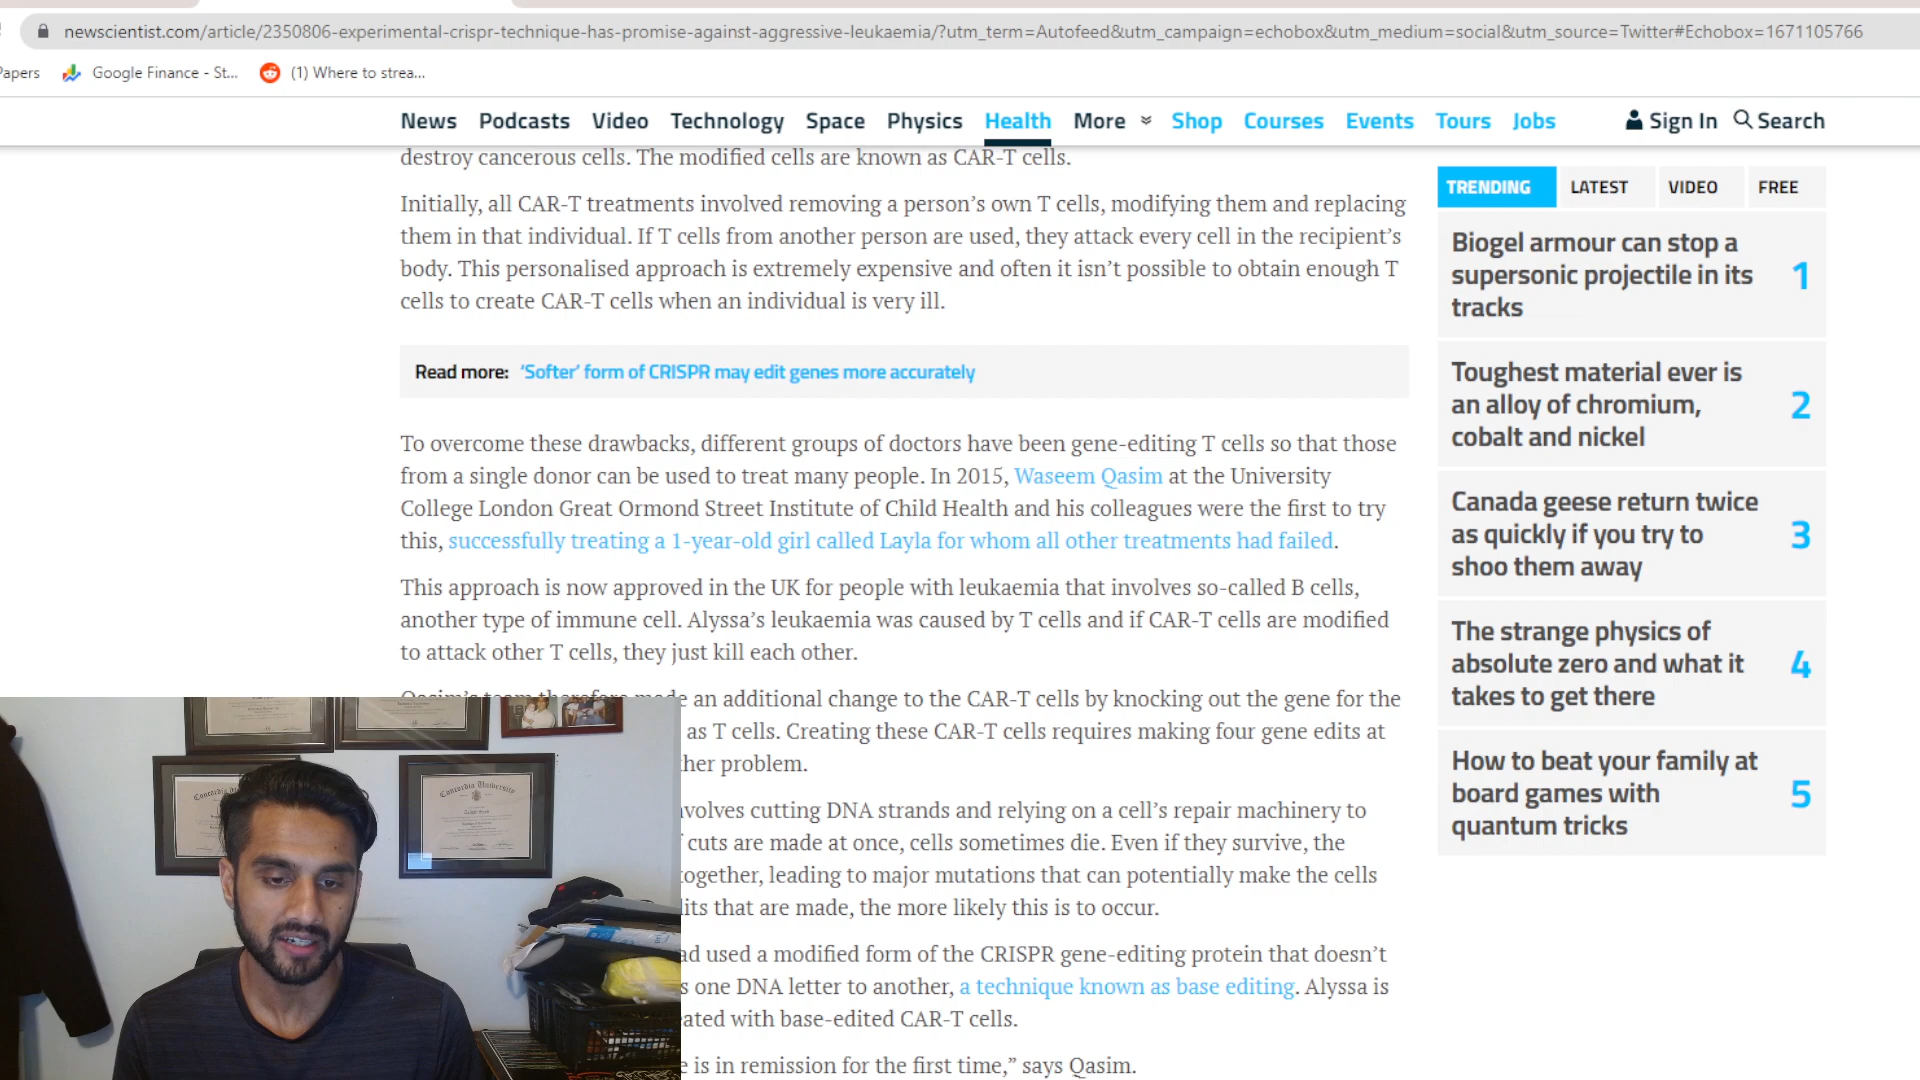 newscientist.com/article/2350806-experimental-crispr-technique-has-promise-against-aggressive-leukaemia/?utm_term=Autofeed&utm_campaign=echobox&utm_medium=social&utm_source=Twitter#Echobox=1671105766
Papers Google Finance - St... (1) Where to strea...
News Podcasts Video Technology Space Physics Health More Shop Courses Events Tours Jobs Sign In Search
destroy cancerous cells. The modified cells are known as CAR-T cells.
Initially, all CAR-T treatments involved removing a person’s own T cells, modifying them and replacing
them in that individual. If T cells from another person are used, they attack every cell in the recipient’s
body. This personalised approach is extremely expensive and often it isn’t possible to obtain enough T
cells to create CAR-T cells when an individual is very ill.
Read more: ‘Softer’ form of CRISPR may edit genes more accurately
To overcome these drawbacks, different groups of doctors have been gene-editing T cells so that those
from a single donor can be used to treat many people. In 2015, Waseem Qasim at the University
College London Great Ormond Street Institute of Child Health and his colleagues were the first to try
this, successfully treating a 1-year-old girl called Layla for whom all other treatments had failed.
This approach is now approved in the UK for people with leukaemia that involves so-called B cells,
another type of immune cell. Alyssa’s leukaemia was caused by T cells and if CAR-T cells are modified
to attack other T cells, they just kill each other.
Qasim’s team therefore made an additional change to the CAR-T cells by knocking out the gene for the
as T cells. Creating these CAR-T cells requires making four gene edits at
her problem.
volves cutting DNA strands and relying on a cell’s repair machinery to
cuts are made at once, cells sometimes die. Even if they survive, the
ogether, leading to major mutations that can potentially make the cells
its that are made, the more likely this is to occur.
ad used a modified form of the CRISPR gene-editing protein that doesn’t
s one DNA letter to another, a technique known as base editing. Alyssa is
ated with base-edited CAR-T cells.
e is in remission for the first time,” says Qasim.
TRENDING LATEST VIDEO FREE
Biogel armour can stop a
supersonic projectile in its
tracks
1
Toughest material ever is
an alloy of chromium,
cobalt and nickel
2
Canada geese return twice
as quickly if you try to
shoo them away
3
The strange physics of
absolute zero and what it
takes to get there
4
How to beat your family at
board games with
quantum tricks
5
Concordia University